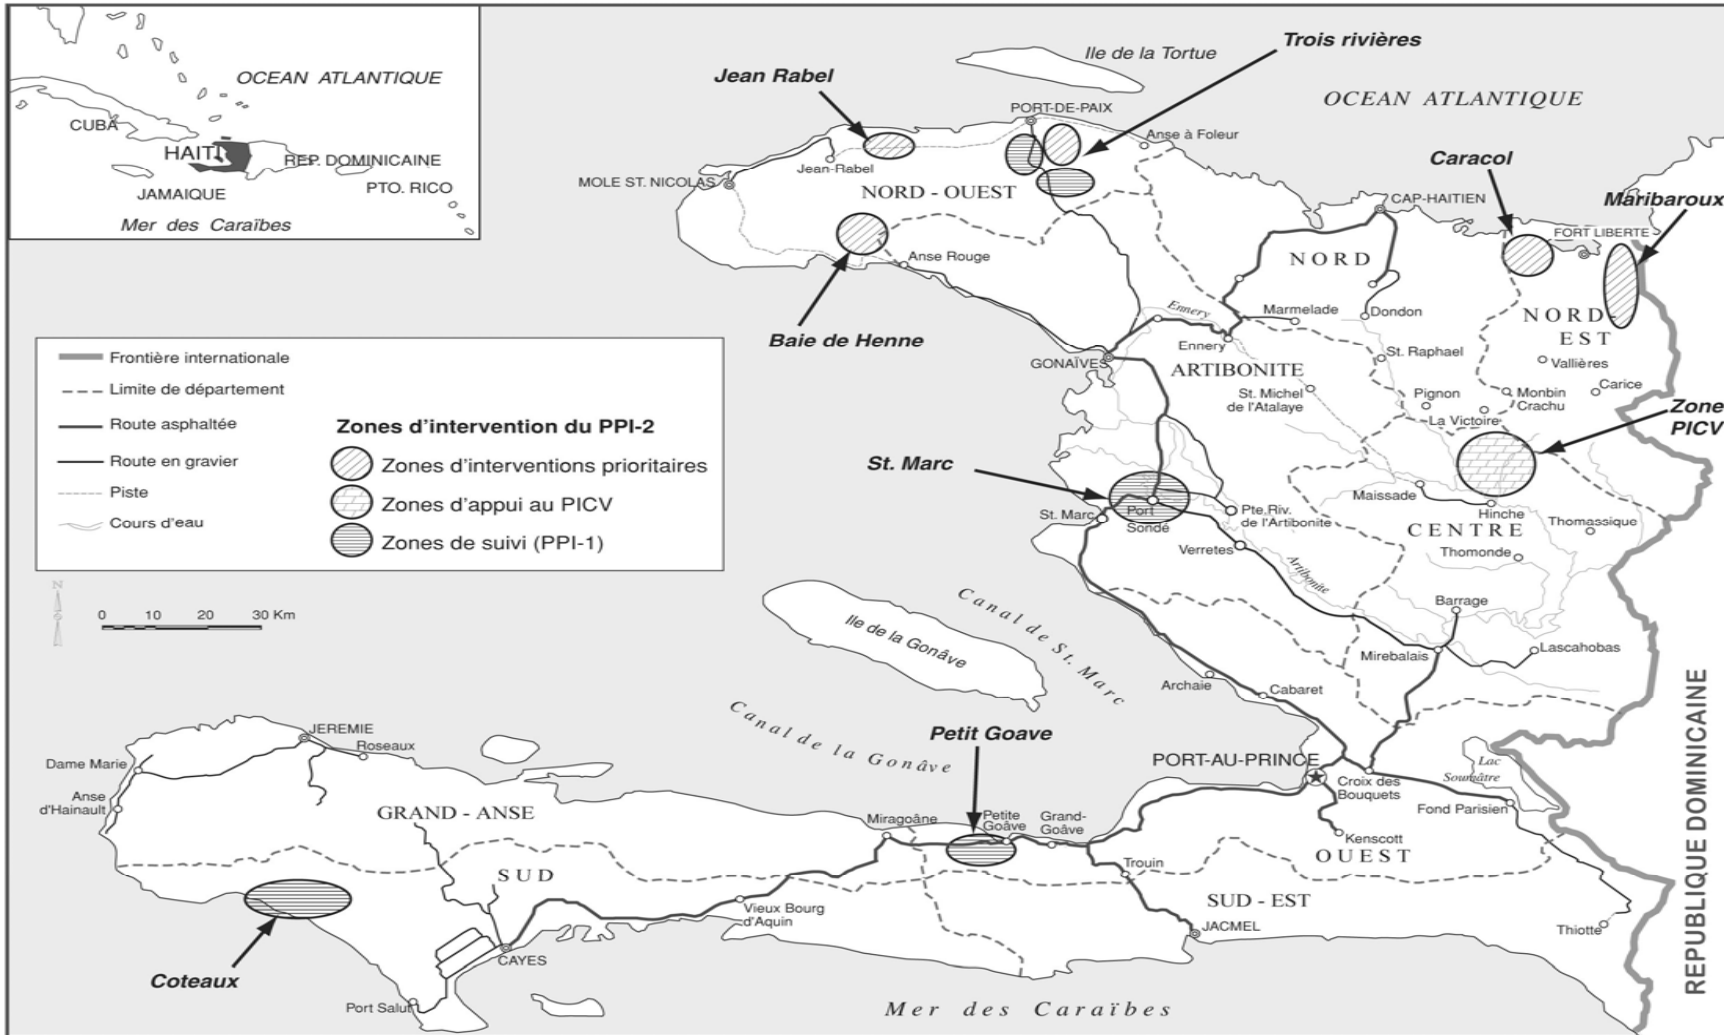 OCEAN ATLANTIQUE
CUBA
HAITI
REP. DOMINICAINE
JAMAIQUE
PTO. RICO
Mer des Caraïbes
Ile de la Tortue
Trois rivières
Jean Rabel
OCEAN ATLANTIQUE
PORT-DE-PAIX
Anse à Foleur
Caracol
Jean-Rabel
MOLE ST. NICOLAS
NORD - OUEST
CAP-HAITIEN
Maribaroux
FORT LIBERTE
Anse Rouge
NORD
Baie de Henne
Ennery
Marmelade
Dondon
NORD-
EST
Ennery
St. Raphael
Vallières
GONAÏVES
ARTIBONITE
St. Michel
de l'Atalaye
Pignon
Monbin
Crachu
Carice
La Victoire
Zone
PICV
Frontière internationale
Limite de département
Route asphaltée
Route en gravier
Piste
Cours d'eau
Zones d'intervention du PPI-2
Zones d'interventions prioritaires
Zones d'appui au PICV
Zones de suivi (PPI-1)
St. Marc
St. Marc
Port
Sondé
Pte. Riv.
de l'Artibonite
Verretes
Maissade
Hinche
Thomassique
CENTRE
Thomonde
Artibonite
Barrage
Mirebalais
Lascahobas
N
0 10 20 30 Km
Canal de St. Marc
Ile de la Gonâve
Archaie
Cabaret
Canal de la Gonâve
Petit Goave
PORT-AU-PRINCE
Croix des
Bouquets
Lac
Soumâtre
Fond Parisien
REPUBLIQUE DOMINICAINE
JEREMIE
Roseaux
Dame Marie
Anse
d'Hainault
GRAND - ANSE
Miragoâne
Petite
Goâve
Grand-
Goâve
Kenscott
OUEST
Trouin
SUD
SUD - EST
Vieux Bourg
d'Aquin
JACMEL
Thiotte
CAYES
Coteaux
Port Salut
Mer des Caraïbes